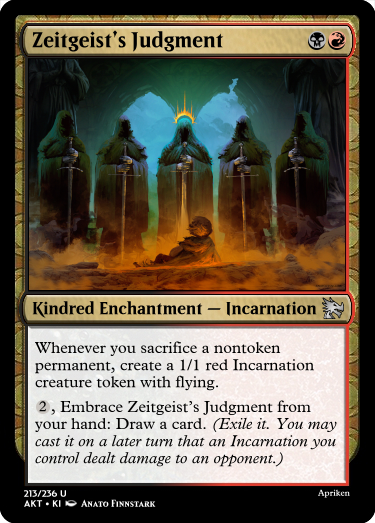 Zeitgeist's Judgment
Kindred Enchantment — Incarnation
Whenever you sacrifice a nontoken
permanent, create a 1/1 red Incarnation
creature token with flying.
2, Embrace Zeitgeist's Judgment from
your hand: Draw a card. (Exile it. You may
cast it on a later turn that an Incarnation you
control dealt damage to an opponent.)
213/236 U
Apriken
AKT • KI Anato Finnstark